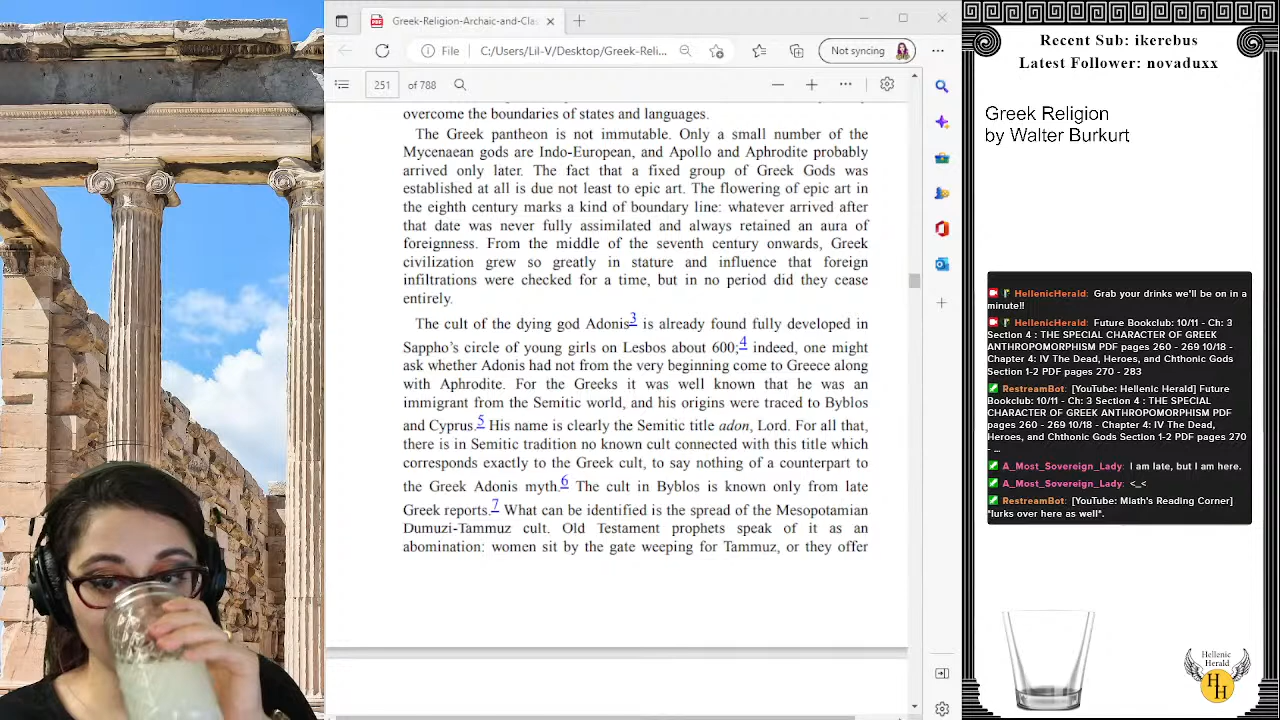 Greek-Religion-Archaic-and-Cla
File
C:/Users/Lil-V/Desktop/Greek-Reli...
Not syncing
251 of 788
overcome the boundaries of states and languages.
The Greek pantheon is not immutable. Only a small number of the
Mycenaean gods are Indo-European, and Apollo and Aphrodite probably
arrived only later. The fact that a fixed group of Greek Gods was
established at all is due not least to epic art. The flowering of epic art in
the eighth century marks a kind of boundary line: whatever arrived after
that date was never fully assimilated and always retained an aura of
foreignness. From the middle of the seventh century onwards, Greek
civilization grew so greatly in stature and influence that foreign
infiltrations were checked for a time, but in no period did they cease
entirely.
The cult of the dying god Adonis3 is already found fully developed in
Sappho's circle of young girls on Lesbos about 600;4 indeed, one might
ask whether Adonis had not from the very beginning come to Greece along
with Aphrodite. For the Greeks it was well known that he was an
immigrant from the Semitic world, and his origins were traced to Byblos
and Cyprus.5 His name is clearly the Semitic title adon, Lord. For all that,
there is in Semitic tradition no known cult connected with this title which
corresponds exactly to the Greek cult, to say nothing of a counterpart to
the Greek Adonis myth.6 The cult in Byblos is known only from late
Greek reports.7 What can be identified is the spread of the Mesopotamian
Dumuzi-Tammuz cult. Old Testament prophets speak of it as an
abomination: women sit by the gate weeping for Tammuz, or they offer
Recent Sub: ikerebus
Latest Follower: novaduxx
Greek Religion
by Walter Burkurt
HellenicHerald: Grab your drinks we'll be on in a
minute!!
HellenicHerald: Future Bookclub: 10/11 - Ch: 3
Section 4 : THE SPECIAL CHARACTER OF GREEK
ANTHROPOMORPHISM PDF pages 260 - 269 10/18 -
Chapter 4: IV The Dead, Heroes, and Chthonic Gods
Section 1-2 PDF pages 270 - 283
RestreamBot: [YouTube: Hellenic Herald] Future
Bookclub: 10/11 - Ch: 3 Section 4 : THE SPECIAL
CHARACTER OF GREEK ANTHROPOMORPHISM PDF
pages 260 - 269 10/18 - Chapter 4: IV The Dead,
Heroes, and Chthonic Gods Section 1-2 PDF pages 270
- ...
A_Most_Sovereign_Lady: I am late, but I am here.
A_Most_Sovereign_Lady: <_<
RestreamBot: [YouTube: Miath's Reading Corner]
*lurks over here as well*.
Hellenic
Herald
HH